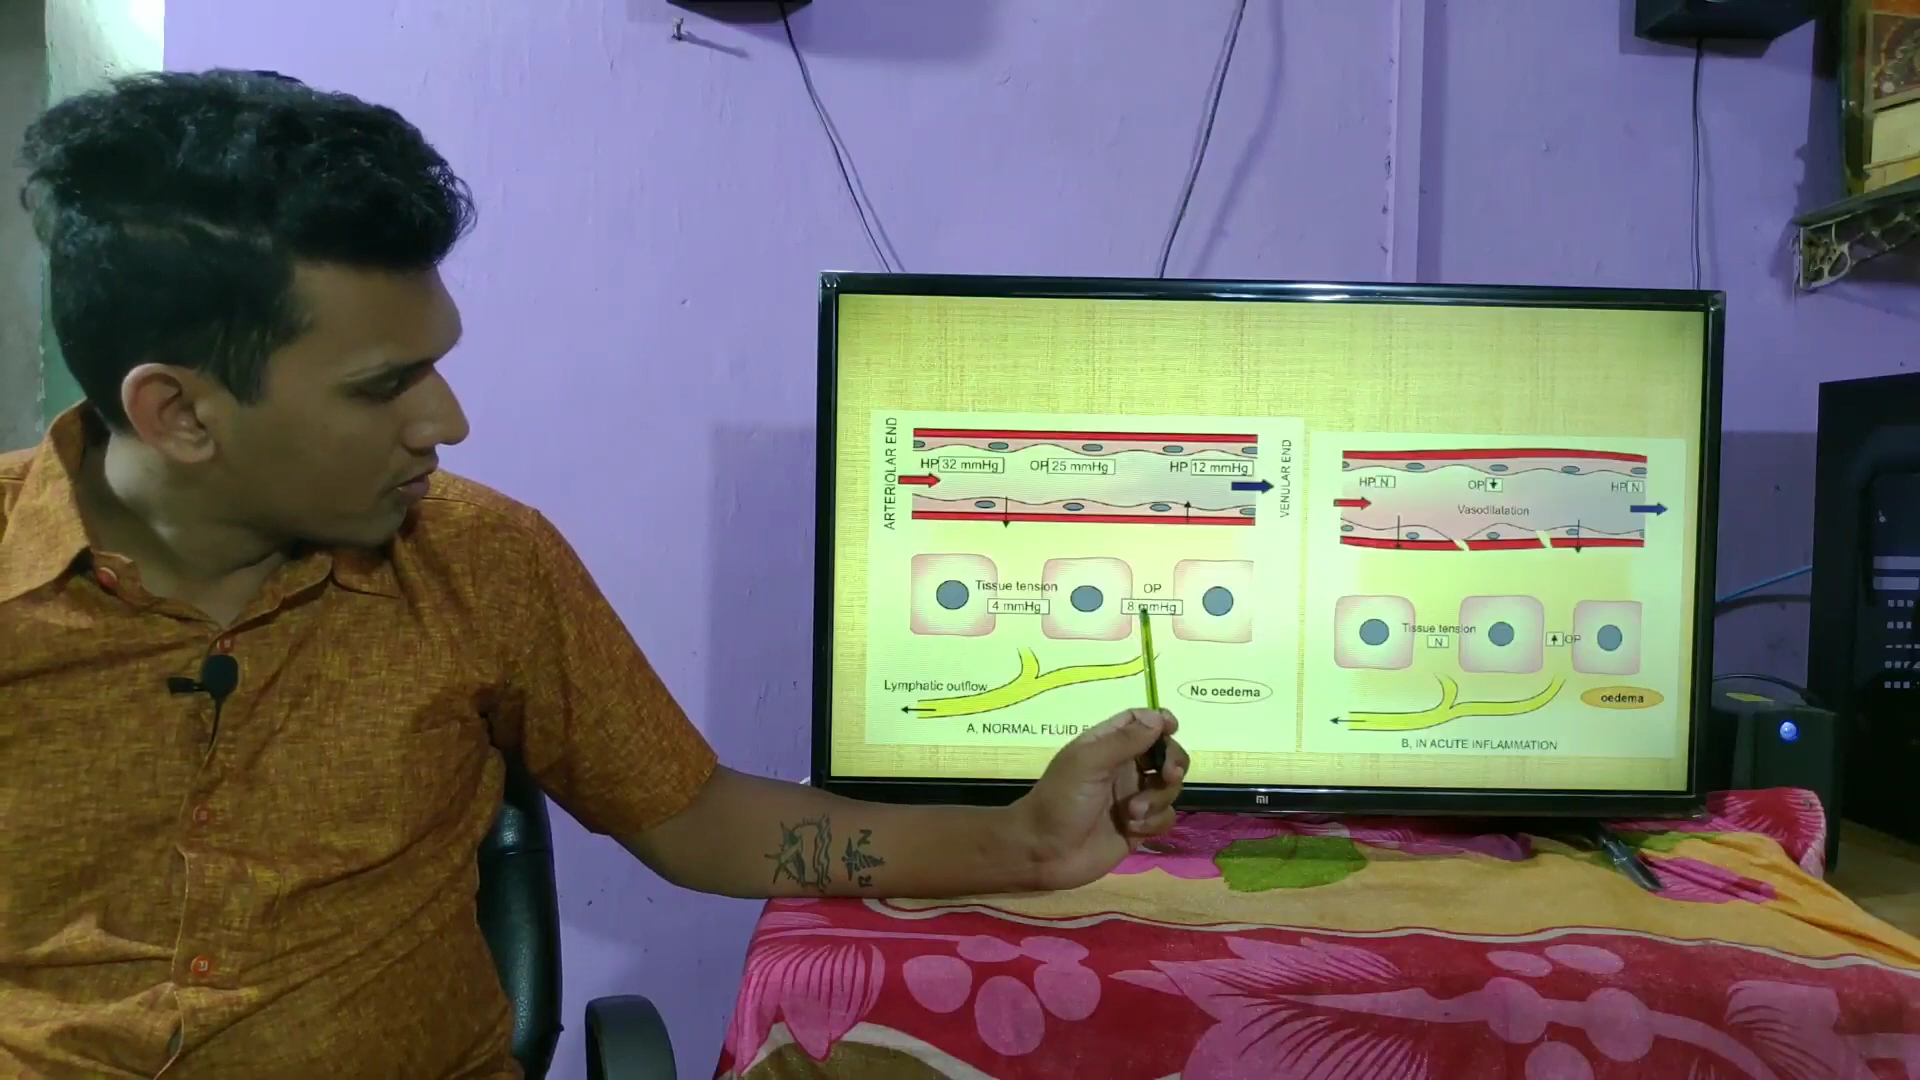 ARTERIOLAR END
HP 32 mmHg
OP 25 mmHg
HP 12 mmHg
VENULAR END
Tissue tension
4 mmHg
OP
8 mmHg
Lymphatic outflow
No oedema
A, NORMAL FLUID
HP N
OP
HP N
Vasodilatation
Tissue tension
N
OP
oedema
B, IN ACUTE INFLAMMATION
mi